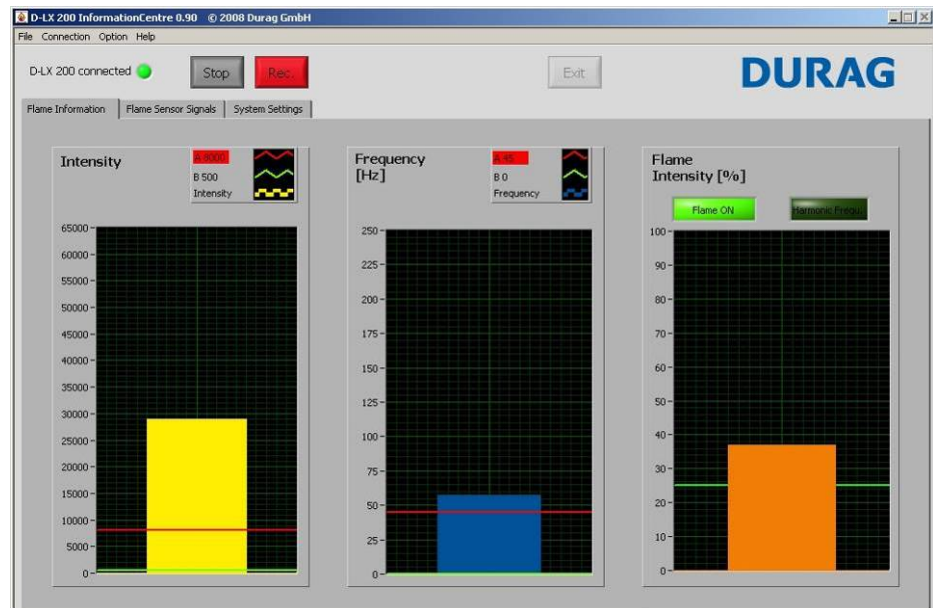 D-LX 200 InformationCentre 0.90 © 2008 Durag GmbH
File Connection Option Help
D-LX 200 connected
Stop
Rec.
Exit
DURAG
Flame Information
Flame Sensor Signals
System Settings
Intensity
A 8000
B 500
Intensity
65000
60000
55000
50000
45000
40000
35000
30000
25000
20000
15000
10000
5000
0
Frequency
[Hz]
A 45
B 0
Frequency
250
225
200
175
150
125
100
75
50
25
0
Flame
Intensity [%]
Flame ON
Harmonic Frequ.
100
90
80
70
60
50
40
30
20
10
0